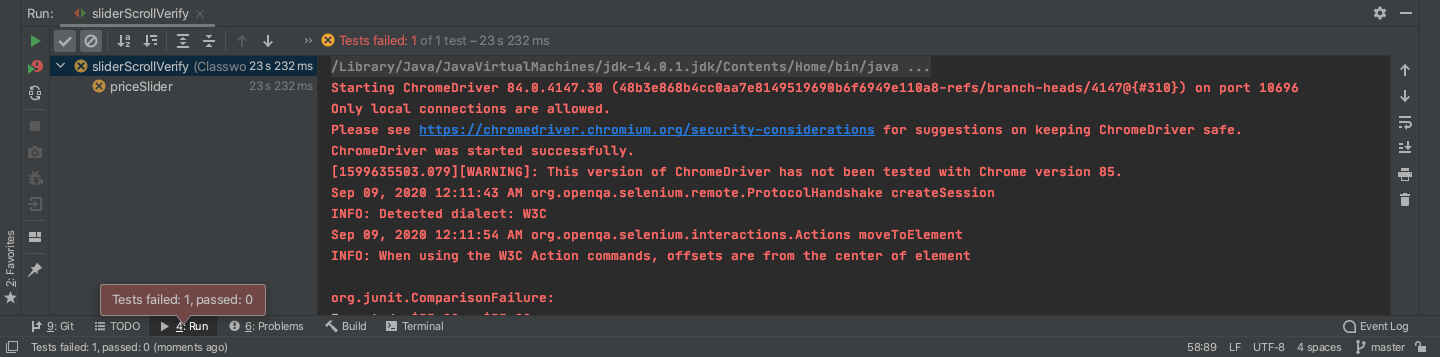 Run: sliderScrollVerify
Tests failed: 1 of 1 test – 23 s 232 ms
sliderScrollVerify (Classwo 23 s 232 ms
priceSlider 23 s 232 ms
/Library/Java/JavaVirtualMachines/jdk-14.0.1.jdk/Contents/Home/bin/java ...
Starting ChromeDriver 84.0.4147.30 (48b3e868b4cc0aa7e8149519690b6f6949e110a8-refs/branch-heads/4147@{#310}) on port 10696
Only local connections are allowed.
Please see https://chromedriver.chromium.org/security-considerations for suggestions on keeping ChromeDriver safe.
ChromeDriver was started successfully.
[1599635503.079][WARNING]: This version of ChromeDriver has not been tested with Chrome version 85.
Sep 09, 2020 12:11:43 AM org.openqa.selenium.remote.ProtocolHandshake createSession
INFO: Detected dialect: W3C
Sep 09, 2020 12:11:54 AM org.openqa.selenium.interactions.Actions moveToElement
INFO: When using the W3C Action commands, offsets are from the center of element
org.junit.ComparisonFailure:
2: Favorites
Tests failed: 1, passed: 0
9: Git TODO 4: Run 6: Problems Build Terminal Event Log
Tests failed: 1, passed: 0 (moments ago) 58:89 LF UTF-8 4 spaces master